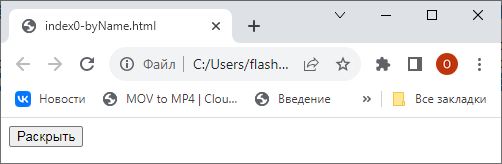 index0-byName.html
Файл C:/Users/flash... О
Новости MOV to MP4 | Clou... Введение » Все закладки
Раскрыть